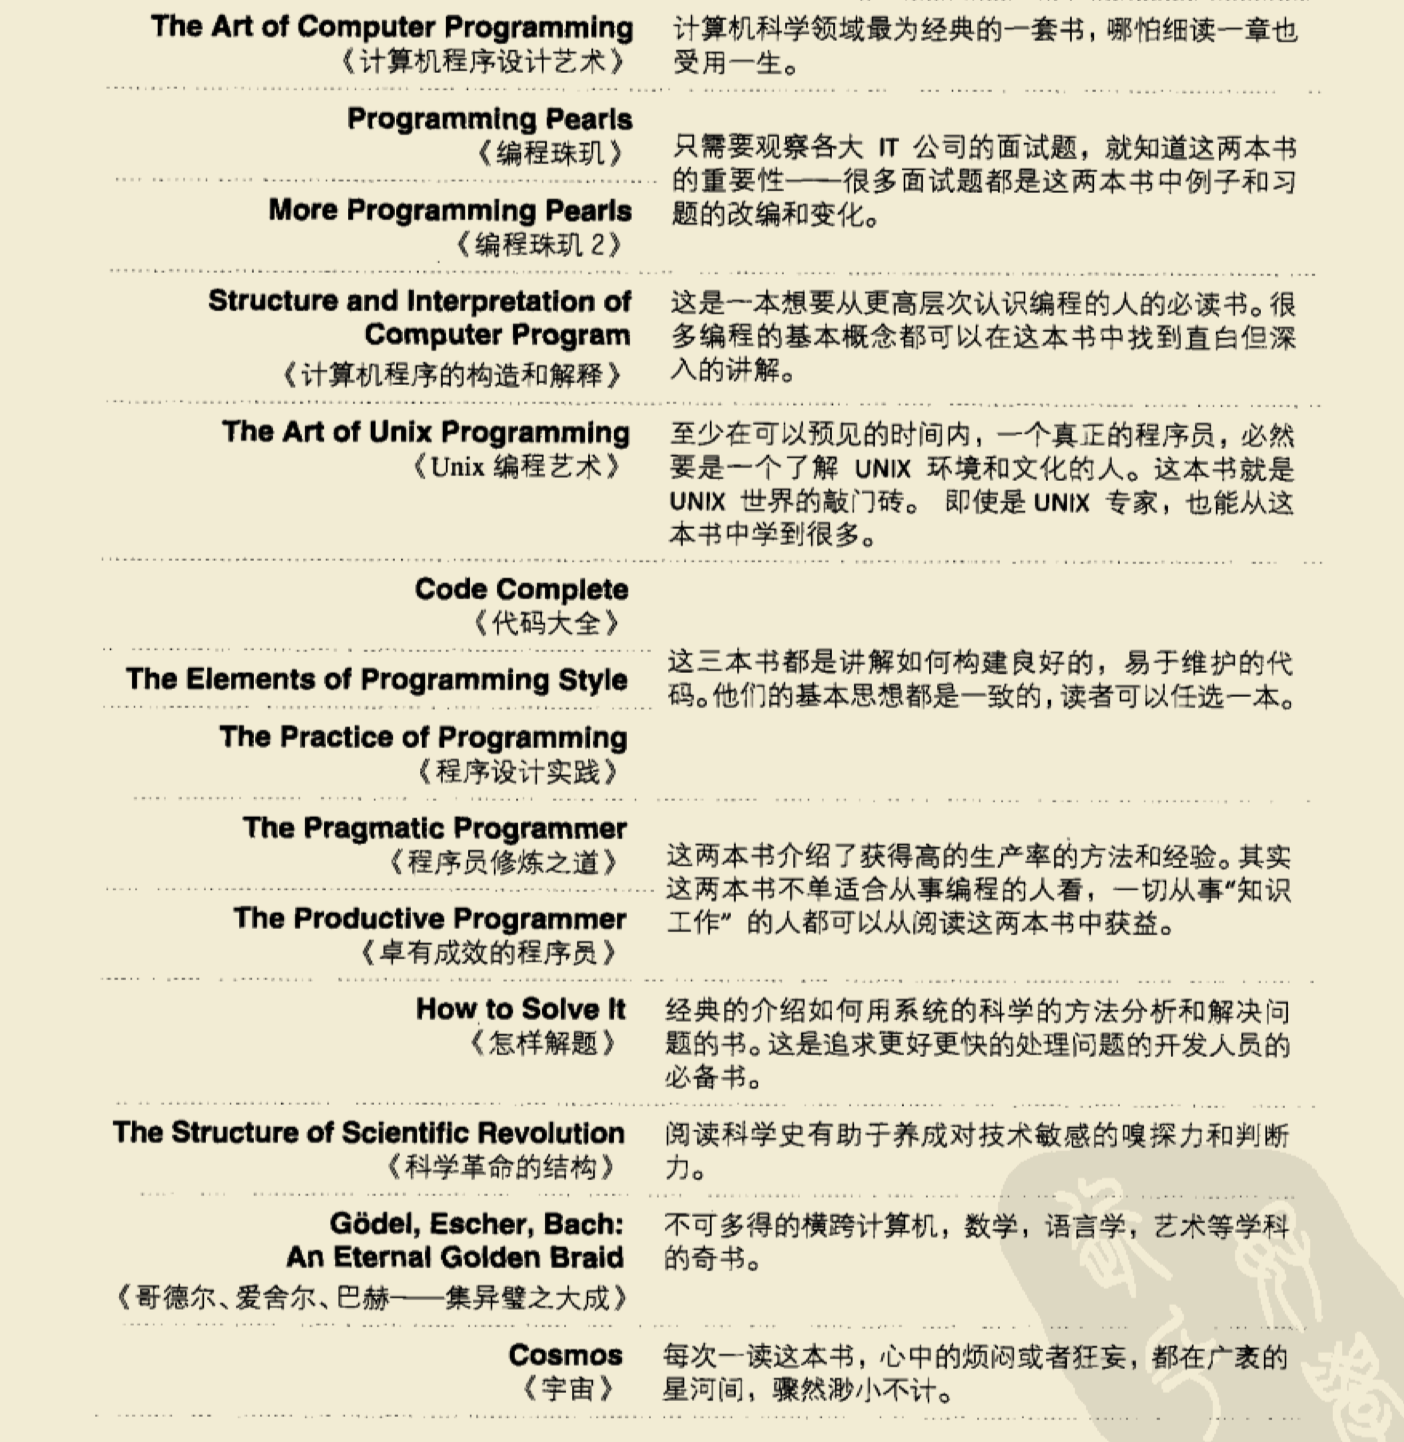 The Art of Computer Programming
《计算机程序设计艺术》
计算机科学领域最为经典的一套书，哪怕细读一章也
受用一生。
Programming Pearls
《编程珠玑》
More Programming Pearls
《编程珠玑 2》
只需要观察各大 IT 公司的面试题，就知道这两本书
的重要性——很多面试题都是这两本书中例子和习
题的改编和变化。
Structure and Interpretation of
Computer Program
《计算机程序的构造和解释》
这是一本想要从更高层次认识编程的人的必读书。很
多编程的基本概念都可以在这本书中找到直白但深
入的讲解。
The Art of Unix Programming
《Unix 编程艺术》
至少在可以预见的时间内，一个真正的程序员，必然
要是一个了解 UNIX 环境和文化的人。这本书就是
UNIX 世界的敲门砖。 即使是 UNIX 专家，也能从这
本书中学到很多。
Code Complete
《代码大全》
The Elements of Programming Style
The Practice of Programming
《程序设计实践》
这三本书都是讲解如何构建良好的，易于维护的代
码。他们的基本思想都是一致的，读者可以任选一本。
The Pragmatic Programmer
《程序员修炼之道》
The Productive Programmer
《卓有成效的程序员》
这两本书介绍了获得高的生产率的方法和经验。其实
这两本书不单适合从事编程的人看，一切从事“知识
工作” 的人都可以从阅读这两本书中获益。
How to Solve It
《怎样解题》
经典的介绍如何用系统的科学的方法分析和解决问
题的书。这是追求更好更快的处理问题的开发人员的
必备书。
The Structure of Scientific Revolution
《科学革命的结构》
阅读科学史有助于养成对技术敏感的嗅探力和判断
力。
Gödel, Escher, Bach:
An Eternal Golden Braid
《哥德尔、爱舍尔、巴赫——集异璧之大成》
不可多得的横跨计算机，数学，语言学，艺术等学科
的奇书。
Cosmos
《宇宙》
每次一读这本书，心中的烦闷或者狂妄，都在广袤的
星河间，骤然渺小不计。